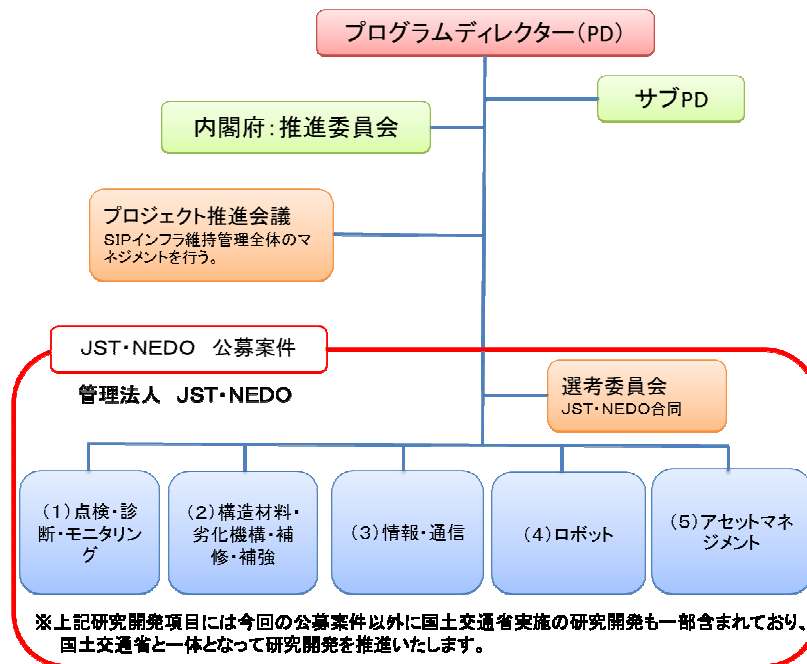 プログラムディレクター(PD)
サブPD
内閣府:推進委員会
プロジェクト推進会議
SIPインフラ維持管理全体のマ
ネジメントを行う。
JST・NEDO 公募案件
管理法人 JST・NEDO
選考委員会
JST・NEDO合同
(1)点検・診
断・モニタリン
グ
(2)構造材料・
劣化機構・補
修・補強
(3)情報・通信
(4)ロボット
(5)アセットマネ
ジメント
※上記研究開発項目には今回の公募案件以外に国土交通省実施の研究開発も一部含まれており、
国土交通省と一体となって研究開発を推進いたします。